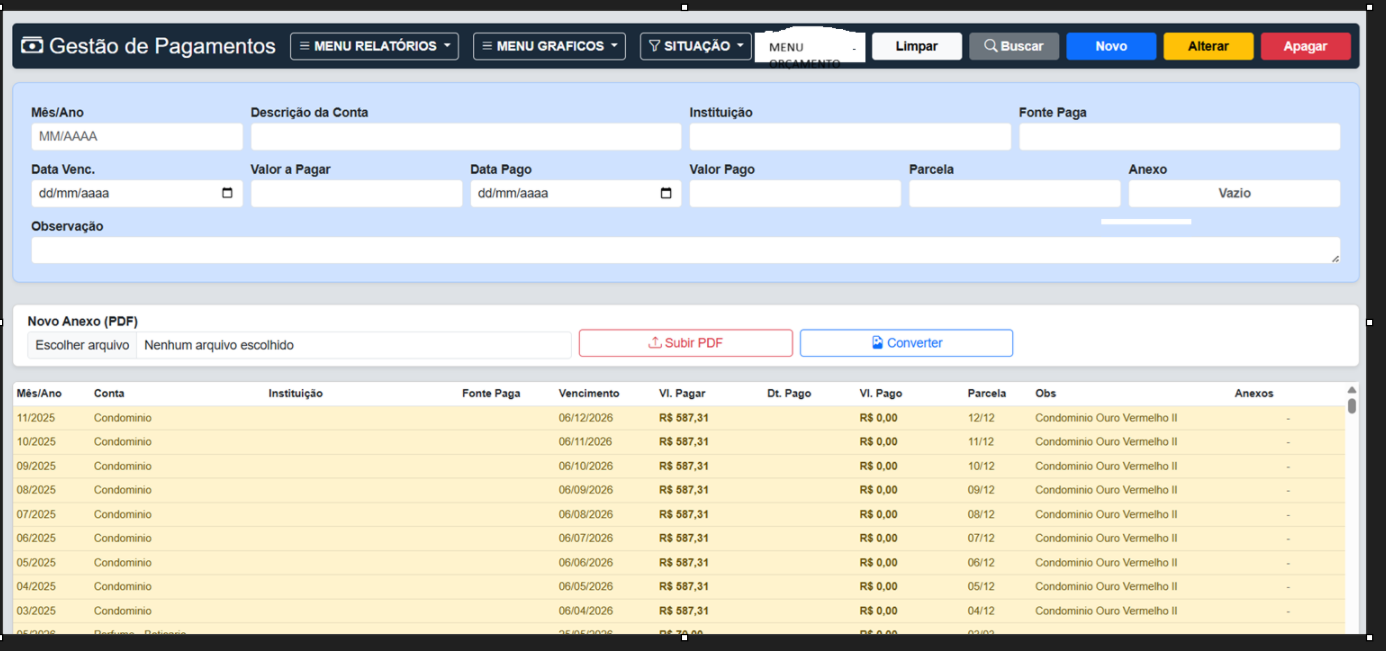 Gestão de Pagamentos MENU RELATÓRIOS MENU GRAFICOS SITUAÇÃO MENU - ORÇAMENTO Limpar Buscar Novo Alterar Apagar
Mês/Ano Descrição da Conta Instituição Fonte Paga
MM/AAAA
Data Venc. Valor a Pagar Data Pago Valor Pago Parcela Anexo
dd/mm/aaaa dd/mm/aaaa Vazio
Observação
Novo Anexo (PDF)
Escolher arquivo Nenhum arquivo escolhido Subir PDF Converter
Mês/Ano Conta Instituição Fonte Paga Vencimento Vl. Pagar Dt. Pago Vl. Pago Parcela Obs Anexos
11/2025 Condominio 06/12/2026 R$ 587,31 R$ 0,00 12/12 Condominio Ouro Vermelho II -
10/2025 Condominio 06/11/2026 R$ 587,31 R$ 0,00 11/12 Condominio Ouro Vermelho II -
09/2025 Condominio 06/10/2026 R$ 587,31 R$ 0,00 10/12 Condominio Ouro Vermelho II -
08/2025 Condominio 06/09/2026 R$ 587,31 R$ 0,00 09/12 Condominio Ouro Vermelho II -
07/2025 Condominio 06/08/2026 R$ 587,31 R$ 0,00 08/12 Condominio Ouro Vermelho II -
06/2025 Condominio 06/07/2026 R$ 587,31 R$ 0,00 07/12 Condominio Ouro Vermelho II -
05/2025 Condominio 06/06/2026 R$ 587,31 R$ 0,00 06/12 Condominio Ouro Vermelho II -
04/2025 Condominio 06/05/2026 R$ 587,31 R$ 0,00 05/12 Condominio Ouro Vermelho II -
03/2025 Condominio 06/04/2026 R$ 587,31 R$ 0,00 04/12 Condominio Ouro Vermelho II -